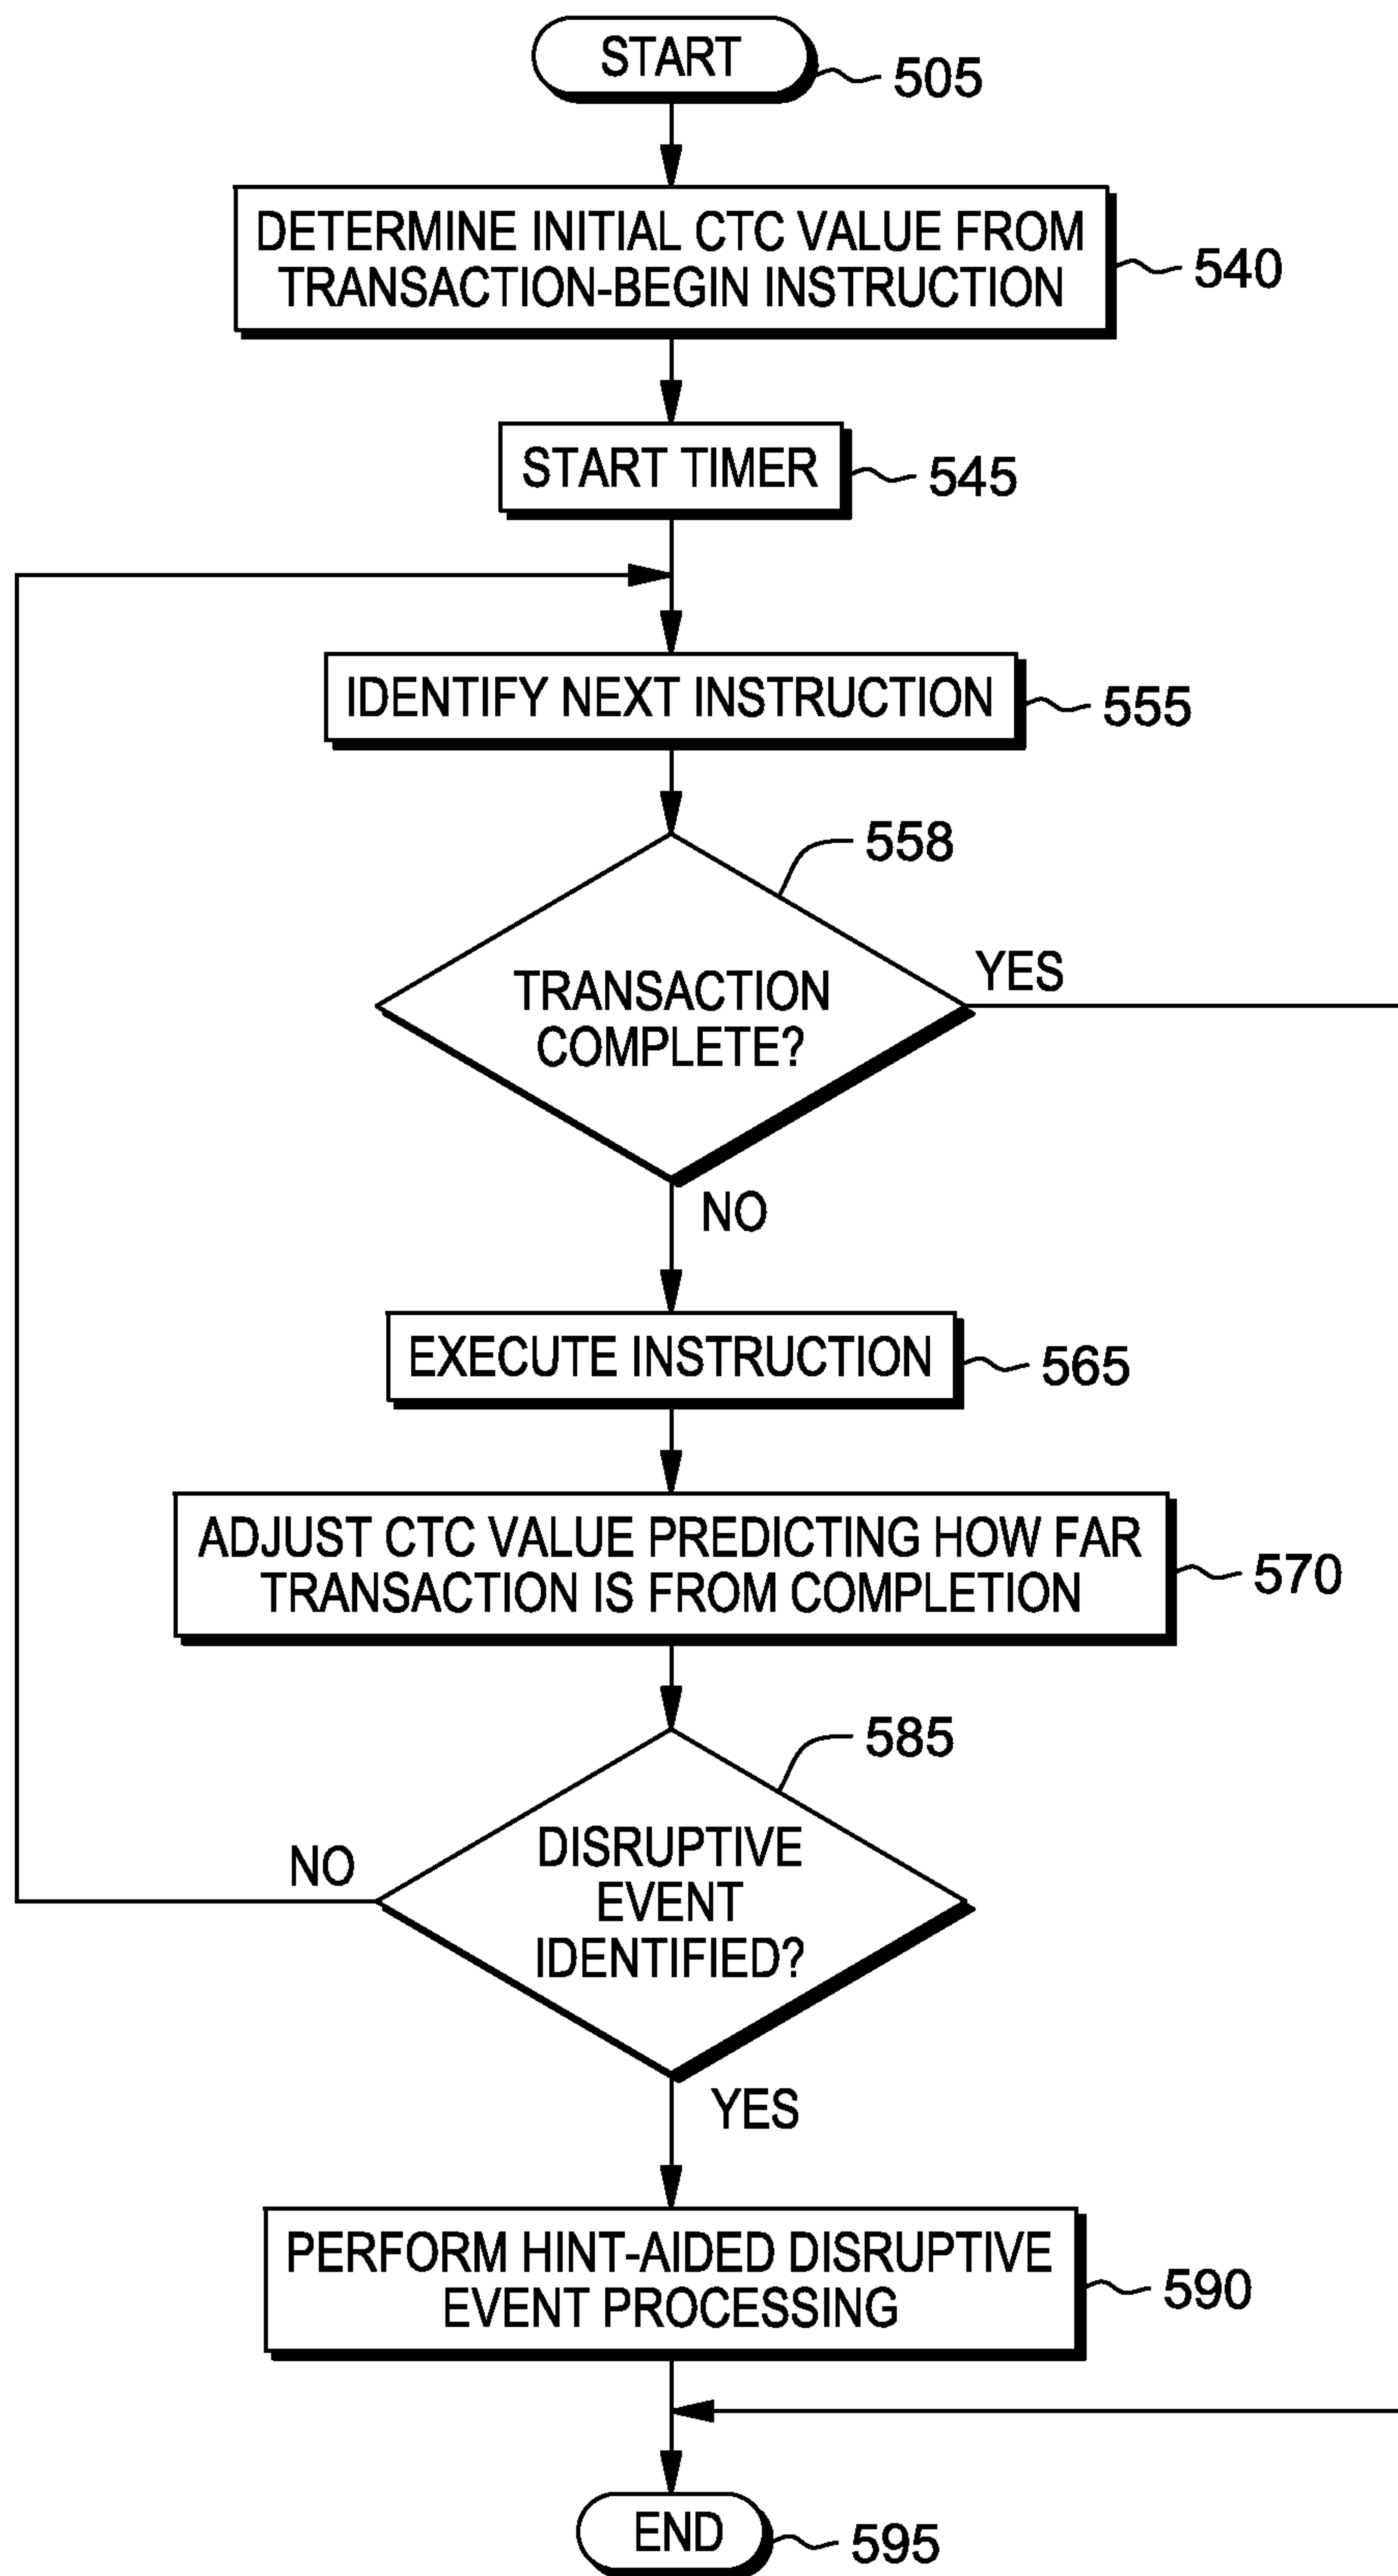 START
505
DETERMINE INITIAL CTC VALUE FROM
TRANSACTION-BEGIN INSTRUCTION
540
START TIMER
545
IDENTIFY NEXT INSTRUCTION
555
558
TRANSACTION
COMPLETE?
YES
NO
EXECUTE INSTRUCTION
565
ADJUST CTC VALUE PREDICTING HOW FAR
TRANSACTION IS FROM COMPLETION
570
585
DISRUPTIVE
EVENT
IDENTIFIED?
NO
YES
PERFORM HINT-AIDED DISRUPTIVE
EVENT PROCESSING
590
END
595